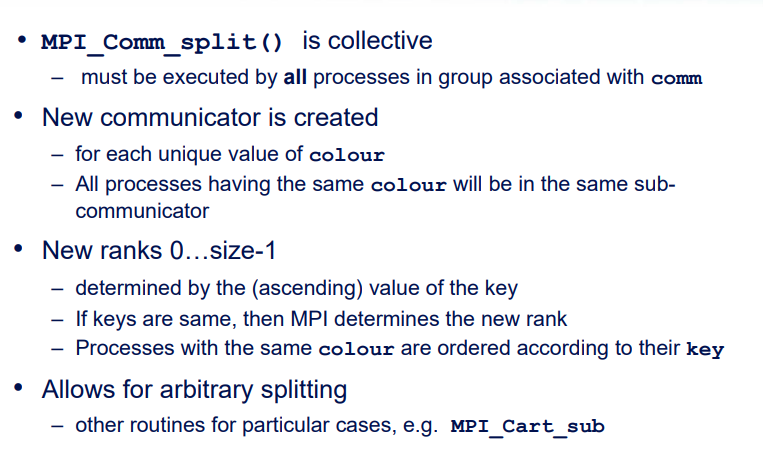 • MPI_Comm_split() is collective
– must be executed by all processes in group associated with comm
• New communicator is created
– for each unique value of colour
– All processes having the same colour will be in the same sub-
communicator
• New ranks 0…size-1
– determined by the (ascending) value of the key
– If keys are same, then MPI determines the new rank
– Processes with the same colour are ordered according to their key
• Allows for arbitrary splitting
– other routines for particular cases, e.g. MPI_Cart_sub